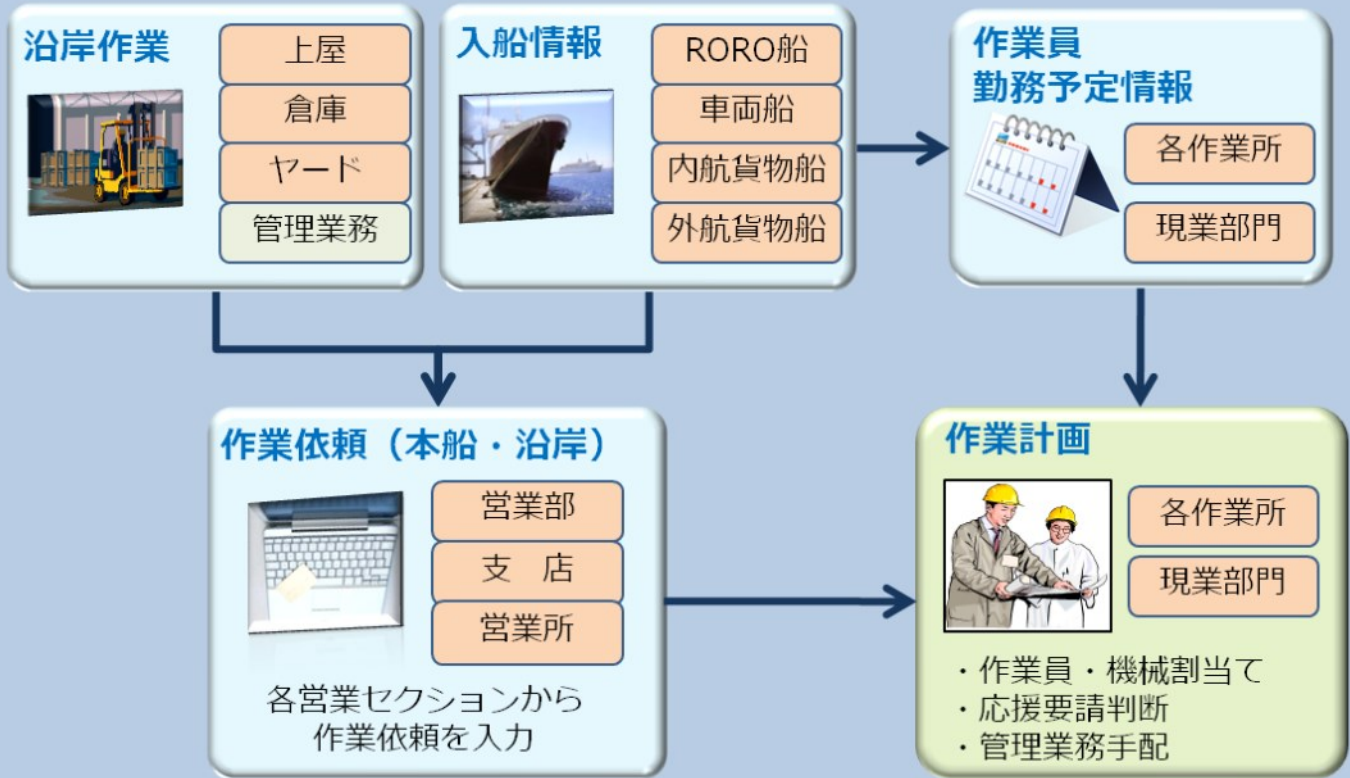 沿岸作業
上屋
倉庫
ヤード
管理業務
入船情報
RORO船
車両船
内航貨物船
外航貨物船
作業員
勤務予定情報
各作業所
現業部門
作業依頼（本船・沿岸）
営業部
支　店
営業所
各営業セクションから
作業依頼を入力
作業計画
各作業所
現業部門
・作業員・機械割当て
・応援要請判断
・管理業務手配